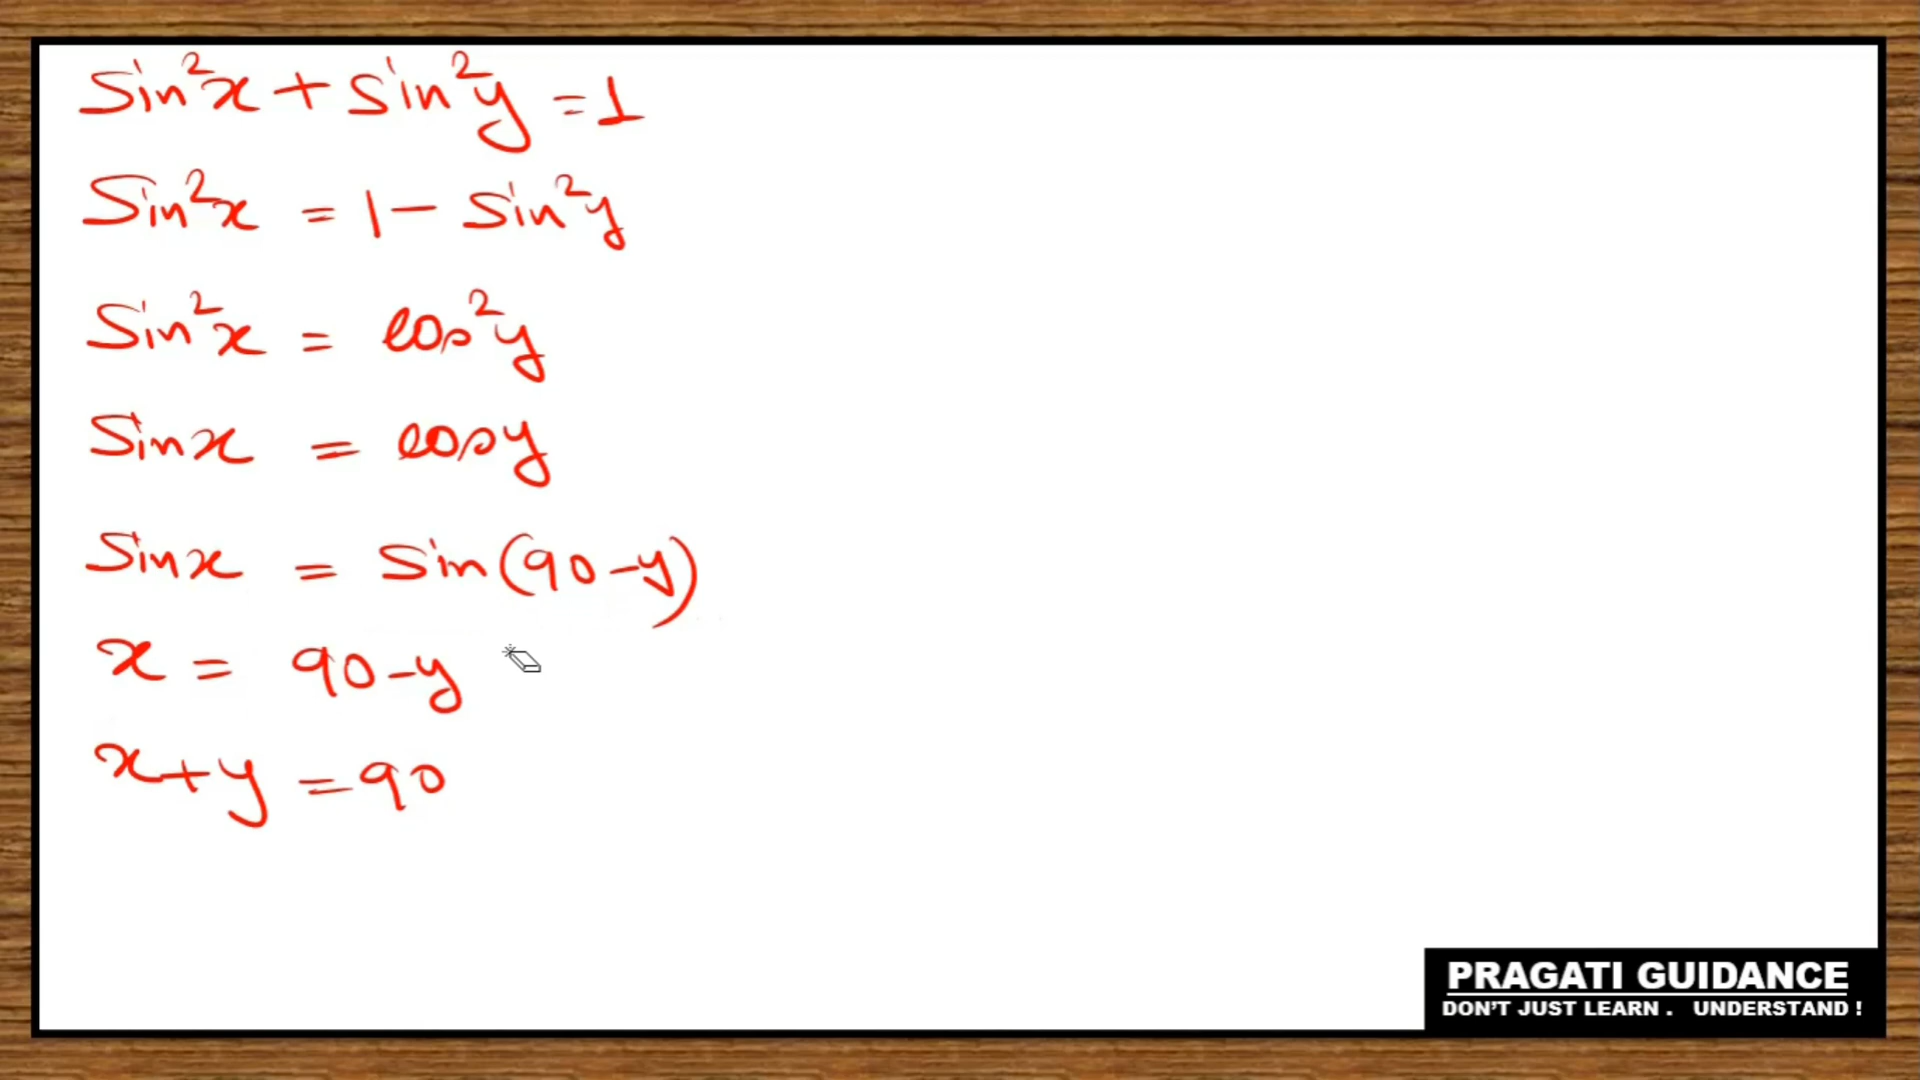 Sin²x + sin²y = 1
Sin²x = 1 − sin²y
Sin²x = cos²y
Sinx = cosy
Sinx = sin(90−y)
x = 90−y
x+y = 90
PRAGATI GUIDANCE
DON'T JUST LEARN . UNDERSTAND !